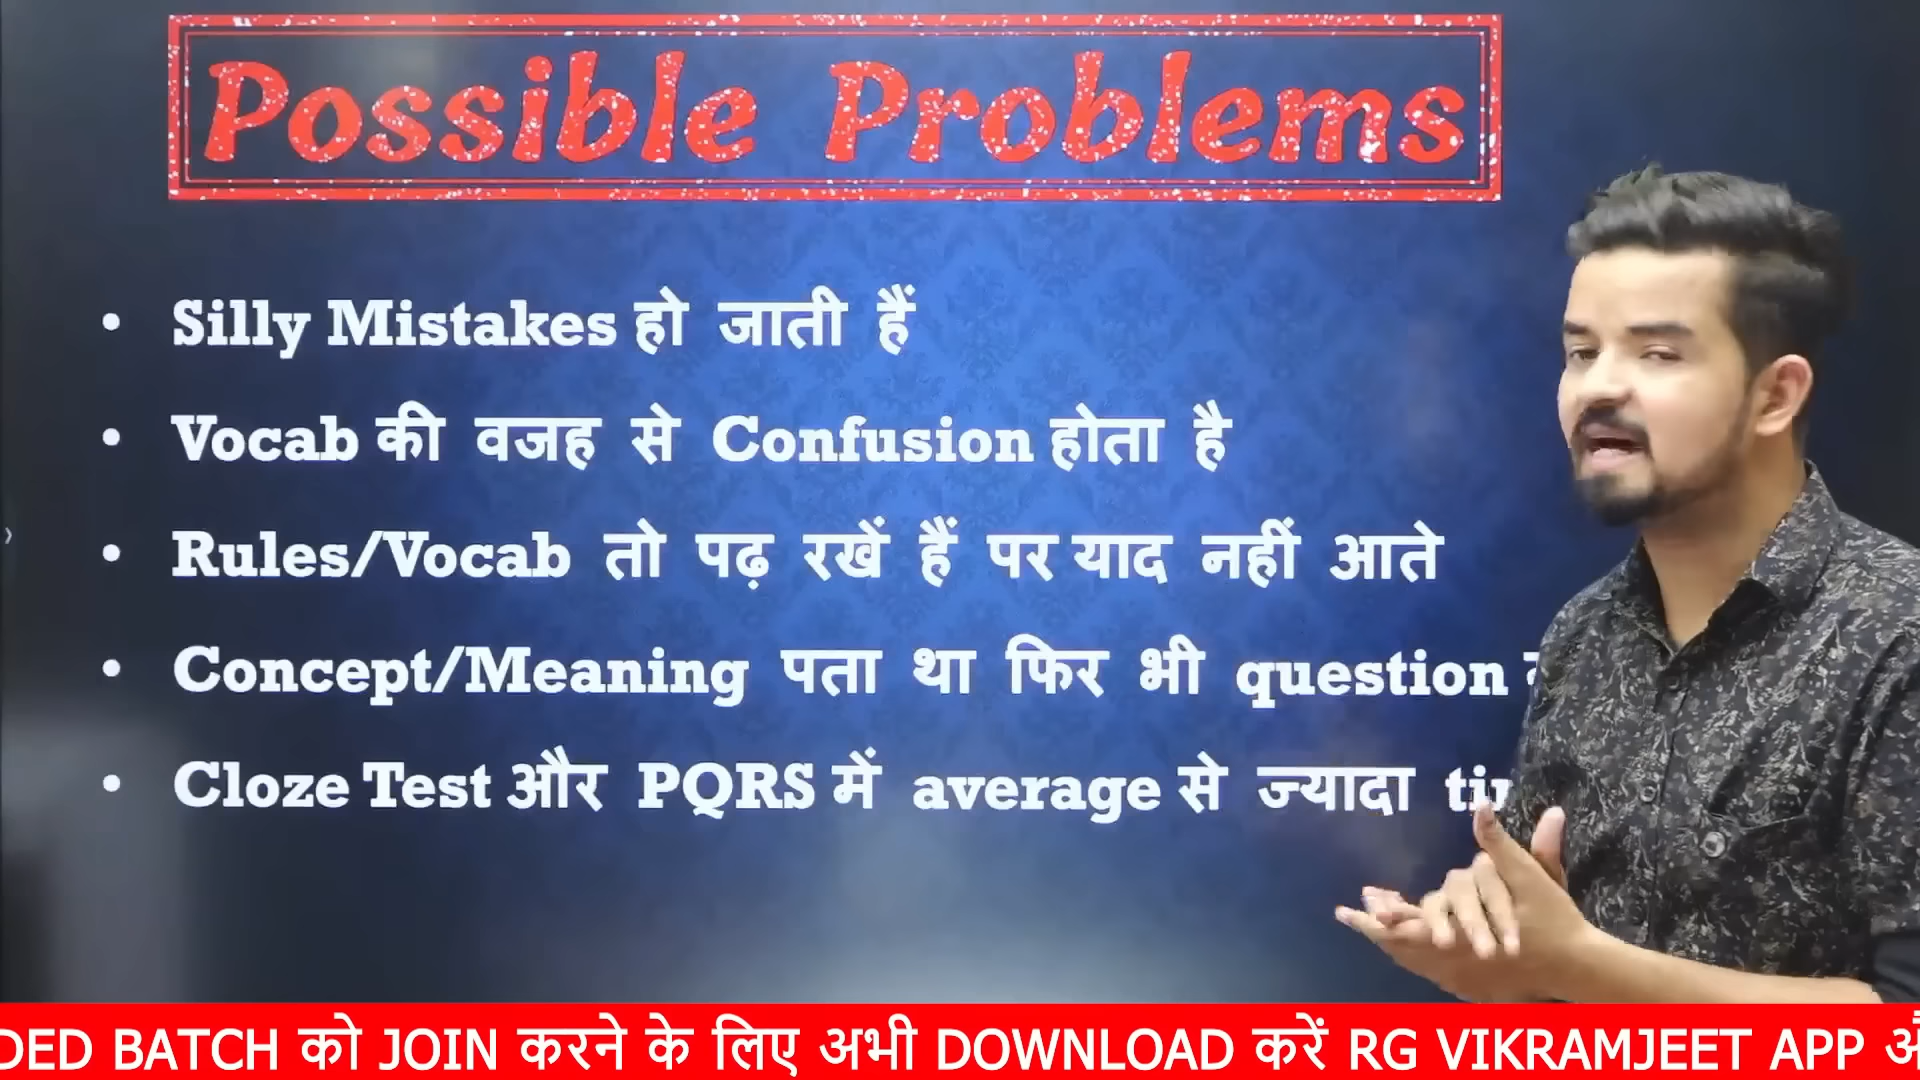 Possible Problems
• Silly Mistakes हो जाती हैं
• Vocab की वजह से Confusion होता है
• Rules/Vocab तो पढ़ रखें हैं पर याद नहीं आते
• Concept/Meaning पता था फिर भी question
• Cloze Test और PQRS में average से ज्यादा
BATCH को JOIN करने के लिए अभी DOWNLOAD करें RG VIKRAMJEET APP